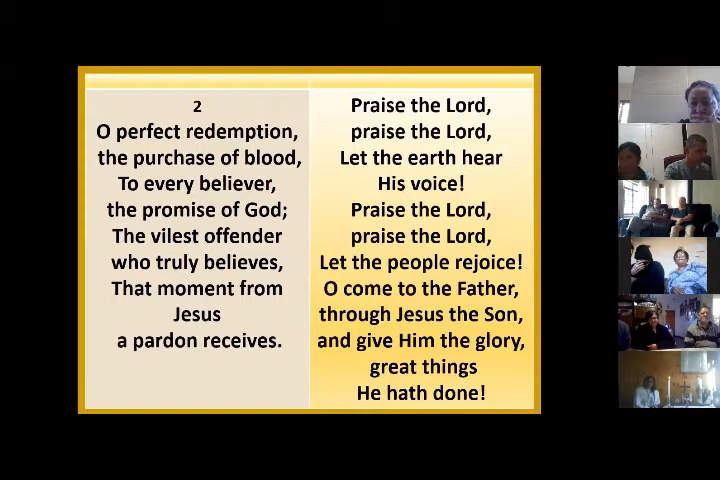 2
O perfect redemption,
the purchase of blood,
To every believer,
the promise of God;
The vilest offender
who truly believes,
That moment from
Jesus
a pardon receives.
Praise the Lord,
praise the Lord,
Let the earth hear
His voice!
Praise the Lord,
praise the Lord,
Let the people rejoice!
O come to the Father,
through Jesus the Son,
and give Him the glory,
great things
He hath done!